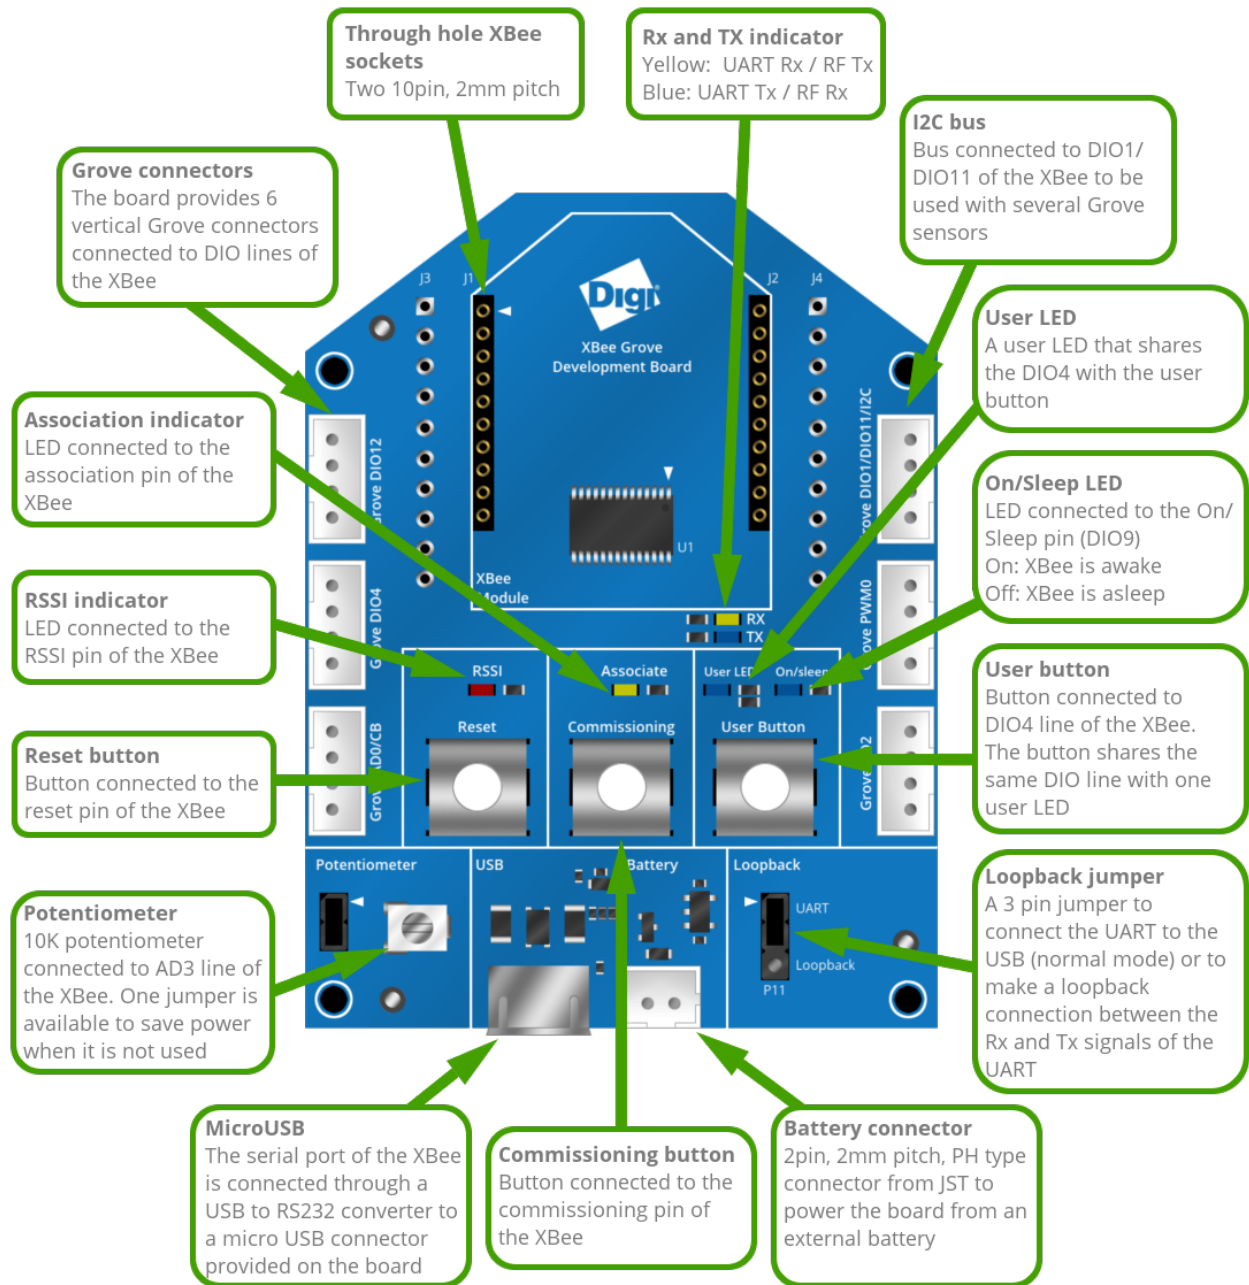 Through hole XBee
sockets
Two 10pin, 2mm pitch
Rx and TX indicator
Yellow:  UART Rx / RF Tx
Blue: UART Tx / RF Rx
I2C bus
Bus connected to DIO1/
DIO11 of the XBee to be
used with several Grove
sensors
Grove connectors
The board provides 6
vertical Grove connectors
connected to DIO lines of
the XBee
User LED
A user LED that shares
the DIO4 with the user
button
Association indicator
LED connected to the
association pin of the
XBee
On/Sleep LED
LED connected to the On/
Sleep pin (DIO9)
On: XBee is awake
Off: XBee is asleep
RSSI indicator
LED connected to the
RSSI pin of the XBee
User button
Button connected to
DIO4 line of the XBee.
The button shares the
same DIO line with one
user LED
Reset button
Button connected to the
reset pin of the XBee
Loopback jumper
A 3 pin jumper to
connect the UART to the
USB (normal mode) or to
make a loopback
connection between the
Rx and Tx signals of the
UART
Potentiometer
10K potentiometer
connected to AD3 line of
the XBee. One jumper is
available to save power
when it is not used
MicroUSB
The serial port of the XBee
is connected through a
USB to RS232 converter to
a micro USB connector
provided on the board
Commissioning button
Button connected to the
commissioning pin of
the XBee
Battery connector
2pin, 2mm pitch, PH type
connector from JST to
power the board from an
external battery
J3
J1
J2
J4
Digi
XBee Grove
Development Board
Grove DIO12
Grove DIO1/DIO11/I2C
U1
XBee
Module
RX
TX
Grove DIO4
Grove PWM0
RSSI
Associate
User LED
On/sleep
Reset
Commissioning
User Button
Grove AD0/CB
Grove
Potentiometer
USB
Battery
Loopback
UART
Loopback
P11